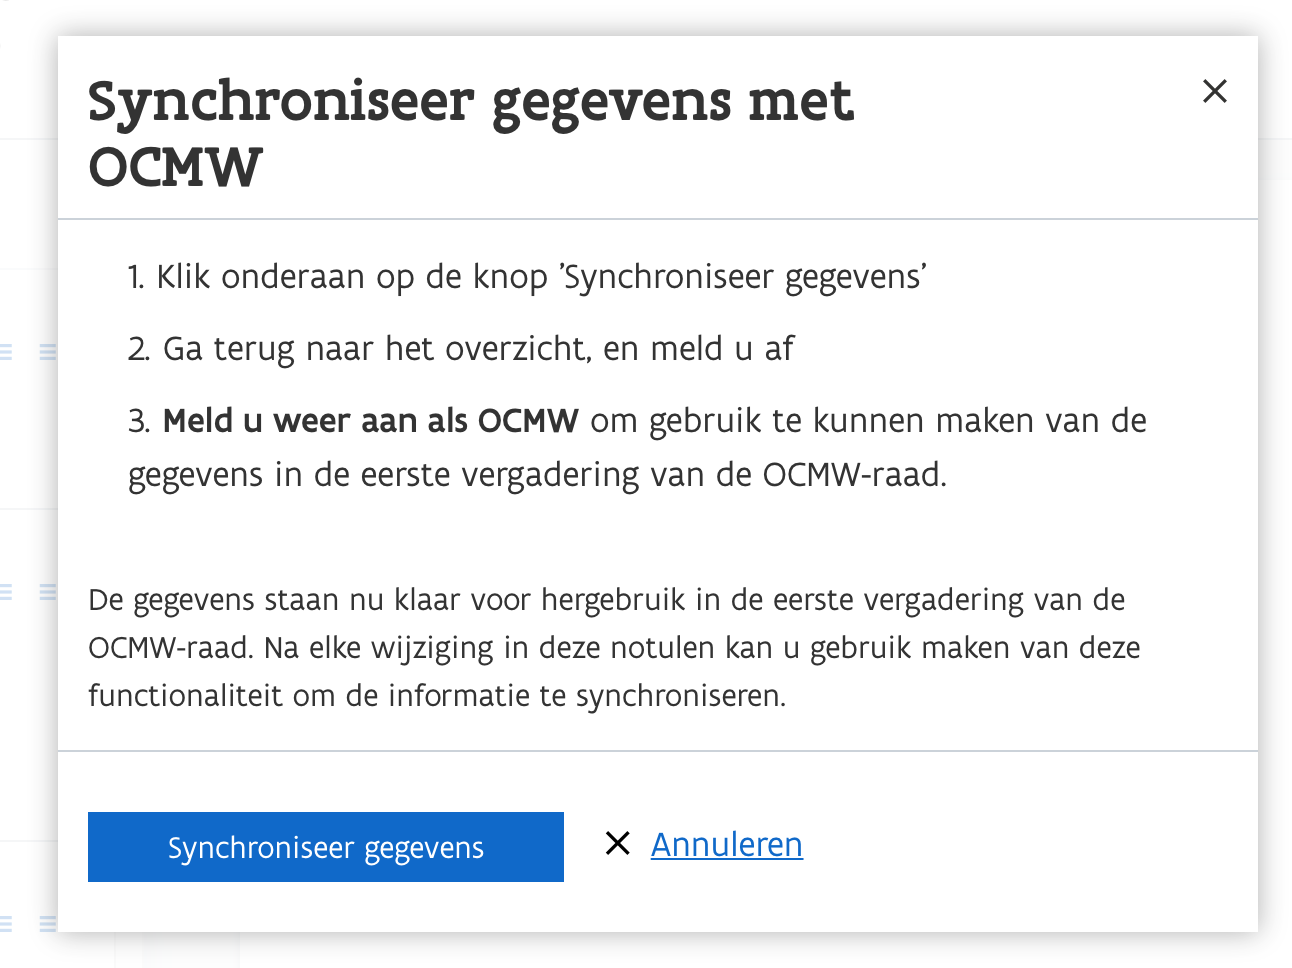 Synchroniseer gegevens met
OCMW
1. Klik onderaan op de knop ’Synchroniseer gegevens’
2. Ga terug naar het overzicht, en meld u af
3. Meld u weer aan als OCMW om gebruik te kunnen maken van de
gegevens in de eerste vergadering van de OCMW-raad.
De gegevens staan nu klaar voor hergebruik in de eerste vergadering van de
OCMW-raad. Na elke wijziging in deze notulen kan u gebruik maken van deze
functionaliteit om de informatie te synchroniseren.
Synchroniseer gegevens
Annuleren